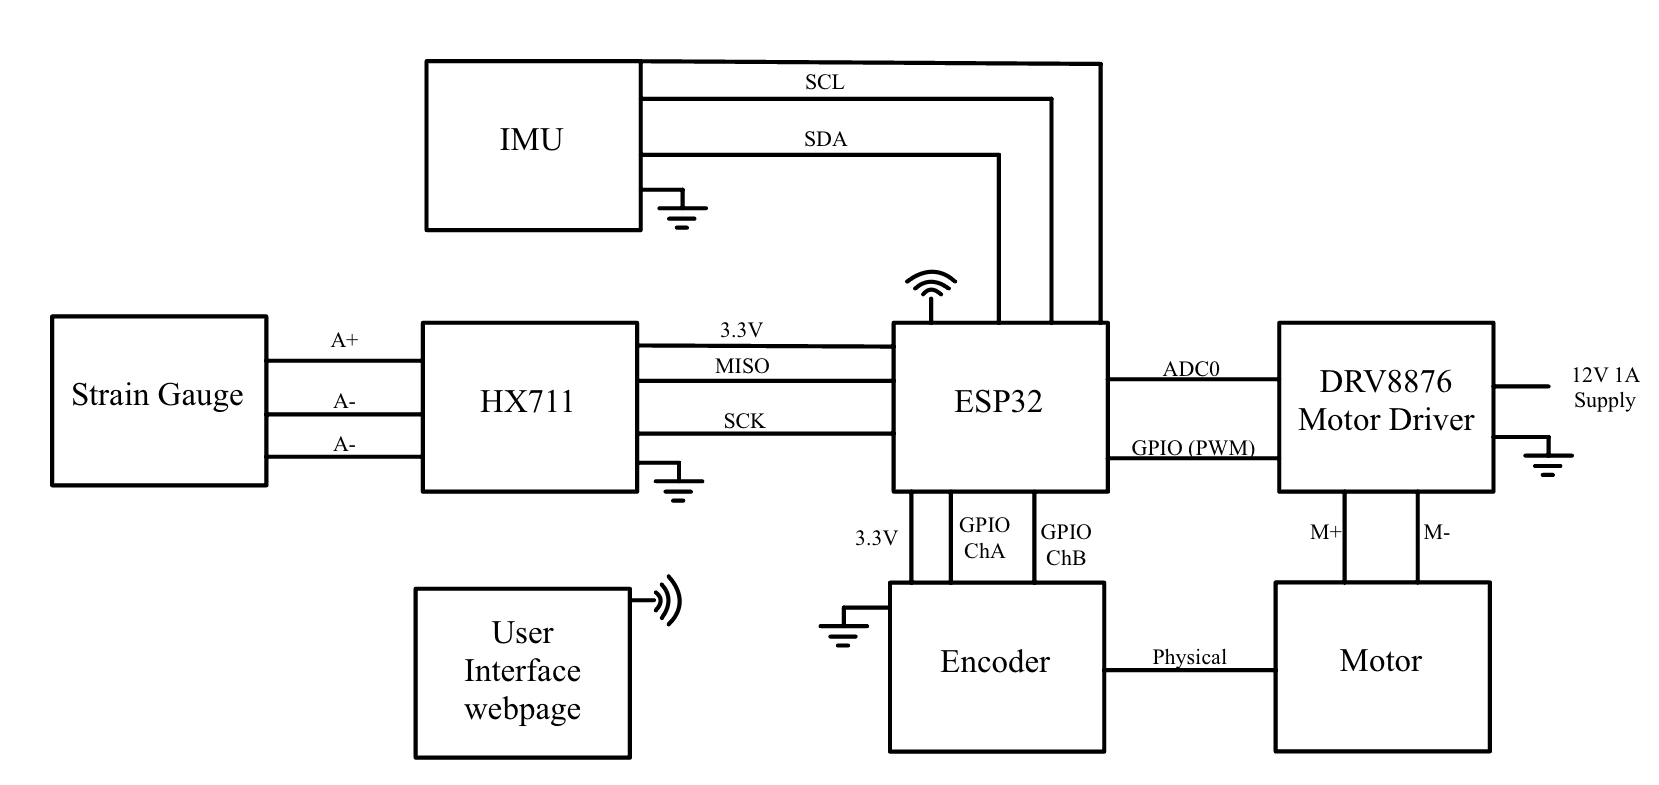 SCL
IMU
SDA
Strain Gauge
A+
A-
A-
HX711
3.3V
MISO
SCK
ESP32
ADC0
GPIO (PWM)
DRV8876
Motor Driver
12V 1A
Supply
3.3V
GPIO
ChA
GPIO
ChB
M+
M-
User
Interface
webpage
Encoder
Physical
Motor